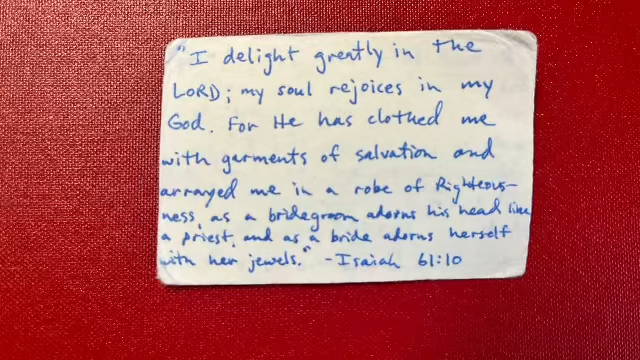 "I delight greatly in the
LORD; my soul rejoices in my
God. For He has clothed me
with garments of salvation and
arrayed me in a robe of Righteous-
ness, as a bridegroom adorns his head like
a priest, and as a bride adorns herself
with her jewels." -Isaiah 61:10